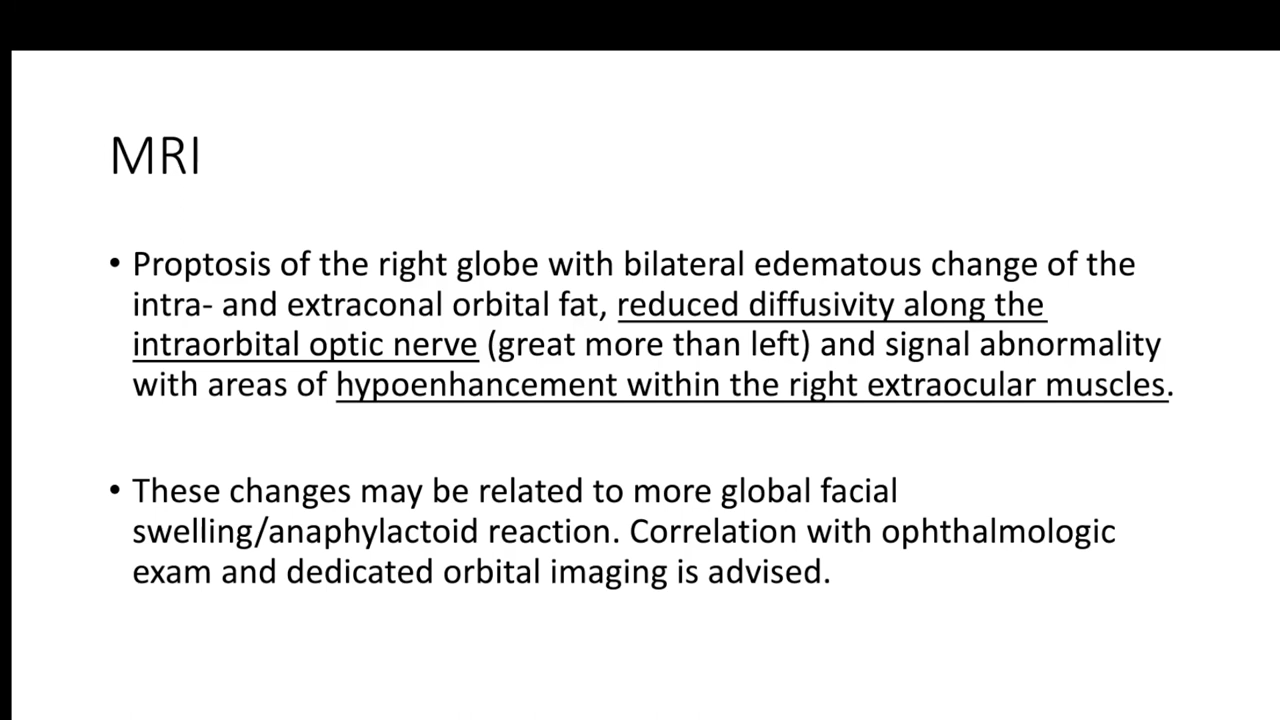 MRI
• Proptosis of the right globe with bilateral edematous change of the
intra- and extraconal orbital fat, reduced diffusivity along the
intraorbital optic nerve (great more than left) and signal abnormality
with areas of hypoenhancement within the right extraocular muscles.
• These changes may be related to more global facial
swelling/anaphylactoid reaction. Correlation with ophthalmologic
exam and dedicated orbital imaging is advised.